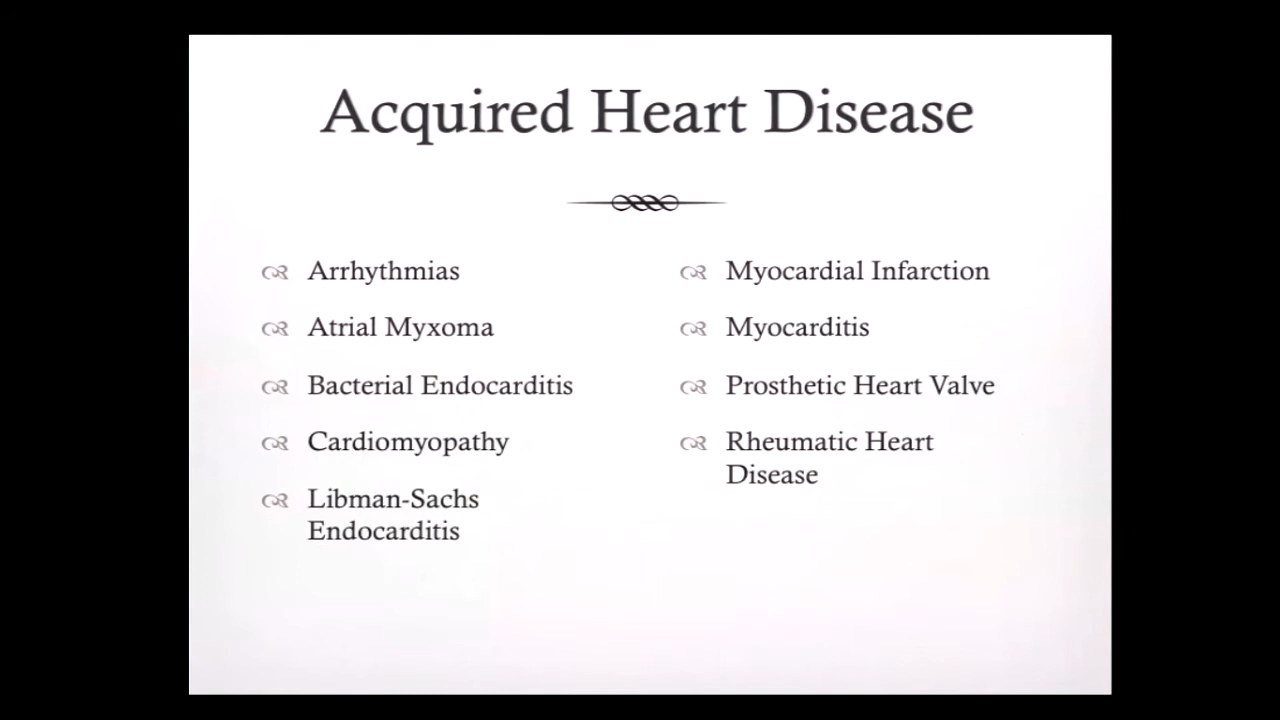 Acquired Heart Disease
Arrhythmias
Atrial Myxoma
Bacterial Endocarditis
Cardiomyopathy
Libman-Sachs
Endocarditis
Myocardial Infarction
Myocarditis
Prosthetic Heart Valve
Rheumatic Heart
Disease